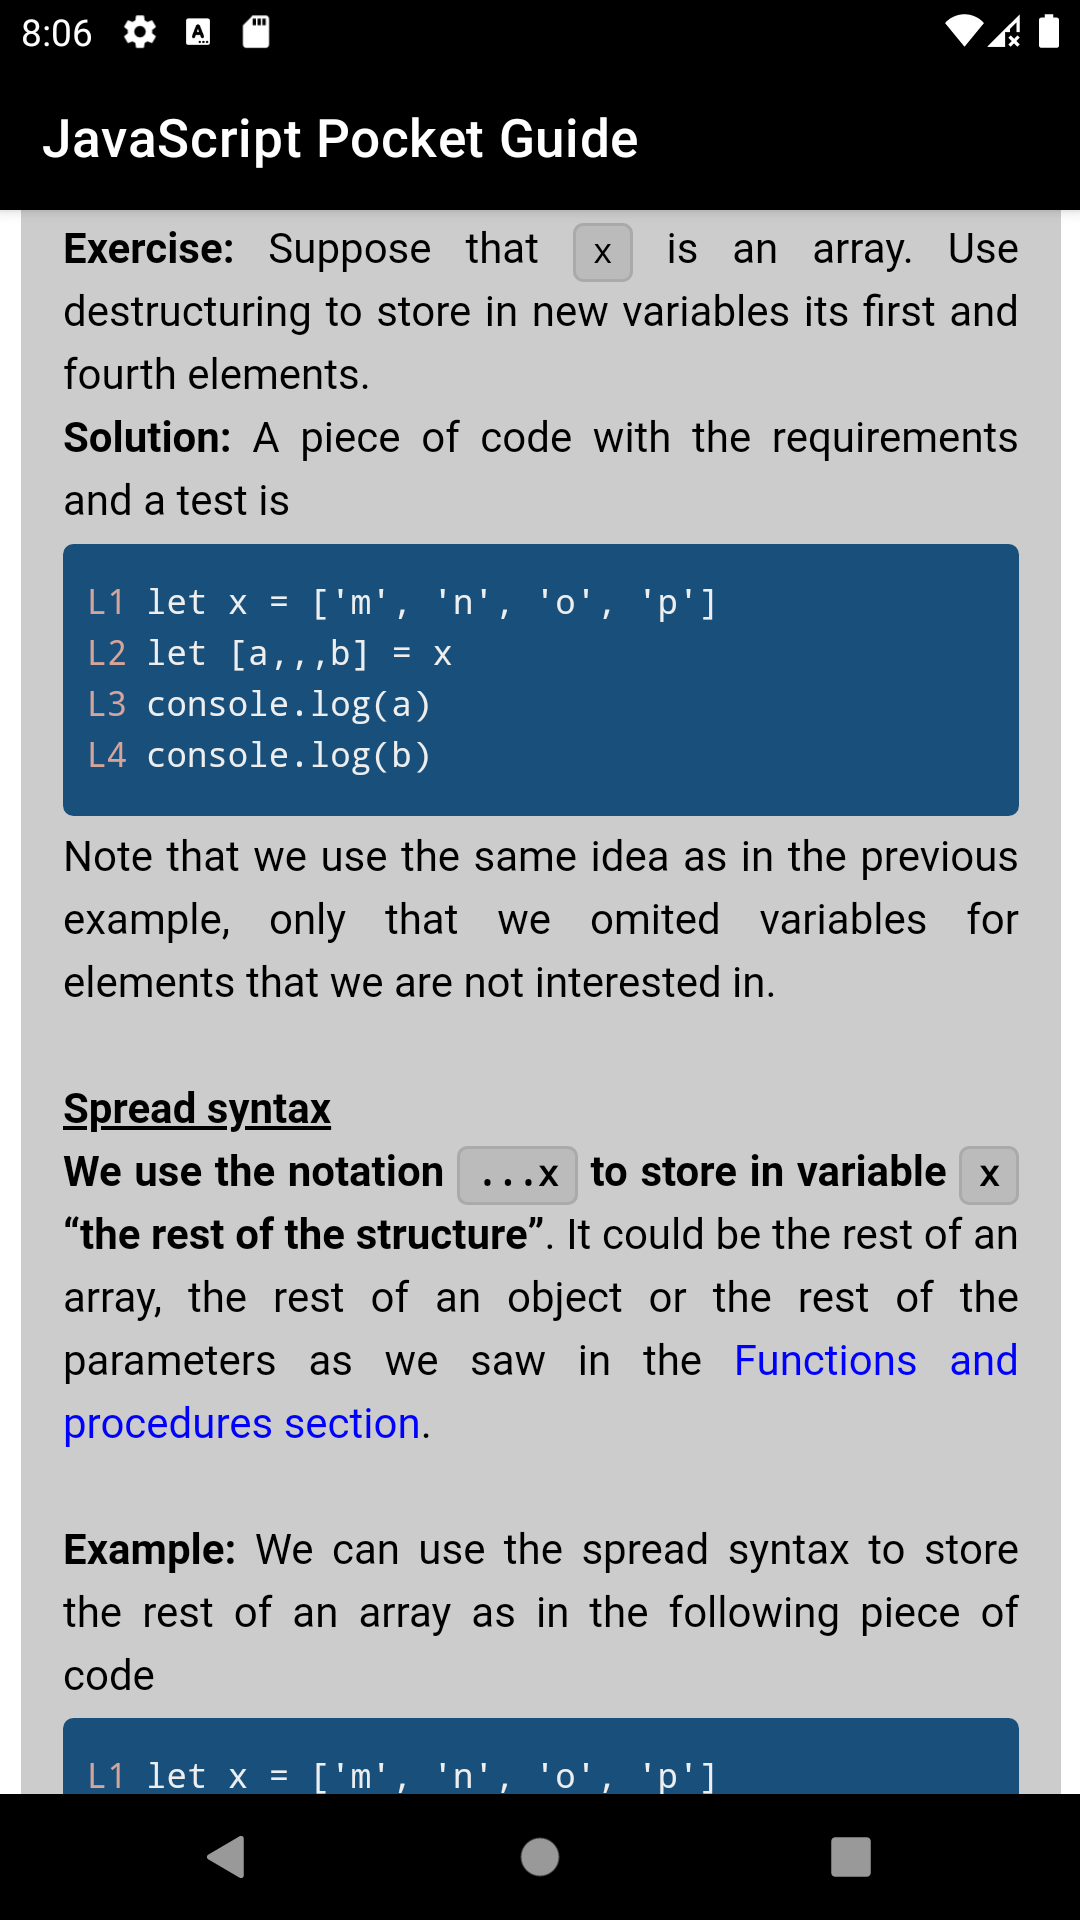 8:06
JavaScript Pocket Guide
Exercise: Suppose that x is an array. Use
destructuring to store in new variables its first and
fourth elements.
Solution: A piece of code with the requirements
and a test is
L1 let x = ['m', 'n', 'o', 'p']
L2 let [a,,,b] = x
L3 console.log(a)
L4 console.log(b)
Note that we use the same idea as in the previous
example, only that we omited variables for
elements that we are not interested in.
Spread syntax
We use the notation ...x to store in variable x
“the rest of the structure”. It could be the rest of an
array, the rest of an object or the rest of the
parameters as we saw in the Functions and
procedures section.
Example: We can use the spread syntax to store
the rest of an array as in the following piece of
code
L1 let x = ['m', 'n', 'o', 'p']